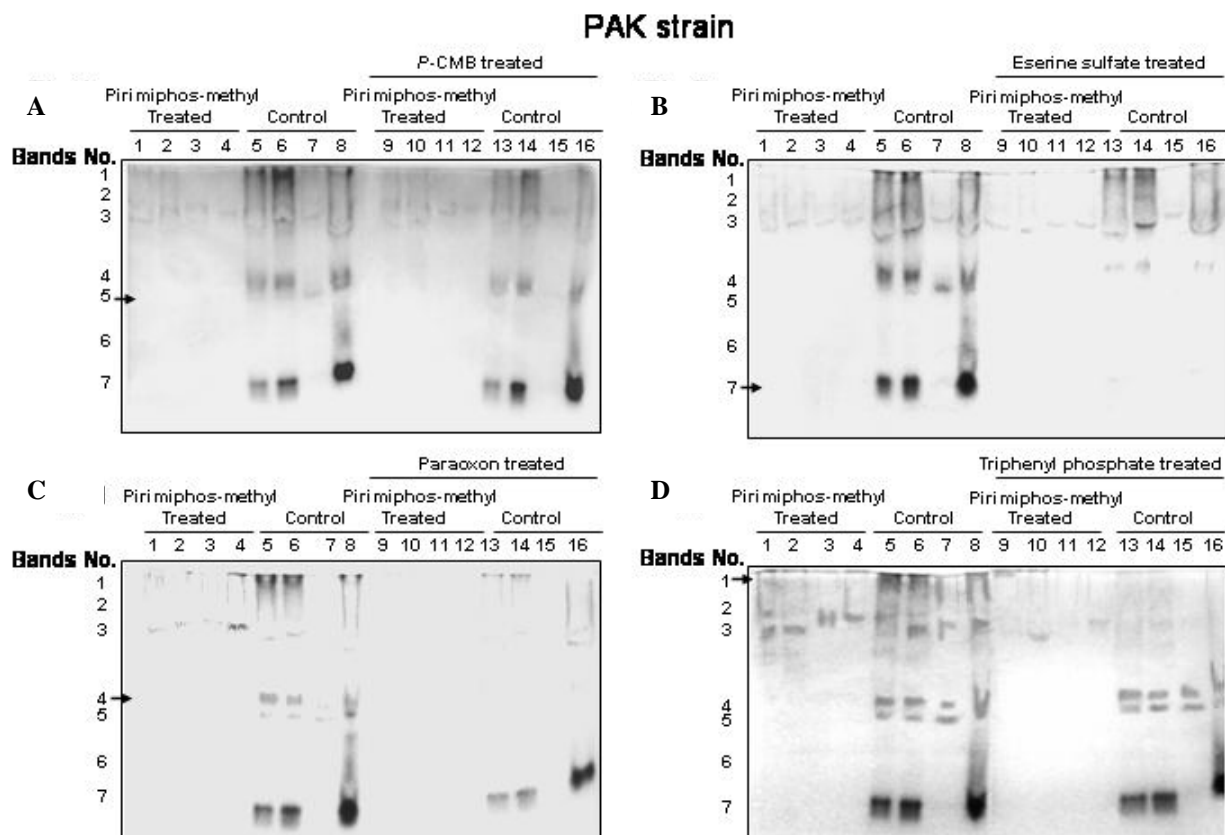 PAK strain
P-CMB treated
A
Pirimiphos-methyl Treated
Control
Pirimiphos-methyl Treated
Control
1 2 3 4 5 6 7 8 9 10 11 12 13 14 15 16
Bands No.
1
2
3
4
5
6
7
Eserine sulfate treated
B
Pirimiphos-methyl Treated
Control
Pirimiphos-methyl Treated
Control
1 2 3 4 5 6 7 8 9 10 11 12 13 14 15 16
Bands No.
1
2
3
4
5
6
7
Paraoxon treated
C
Pirimiphos-methyl Treated
Control
Pirimiphos-methyl Treated
Control
1 2 3 4 5 6 7 8 9 10 11 12 13 14 15 16
Bands No.
1
2
3
4
5
6
7
Triphenyl phosphate treated
D
Pirimiphos-methyl Treated
Control
Pirimiphos-methyl Treated
Control
1 2 3 4 5 6 7 8 9 10 11 12 13 14 15 16
Bands No.
1
2
3
4
5
6
7